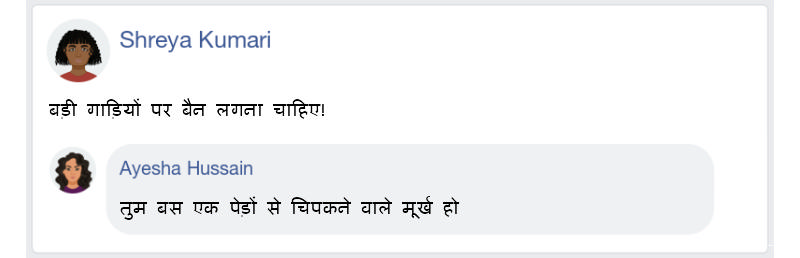 Shreya Kumari
बड़ी गाड़ियों पर बैन लगना चाहिए!
Ayesha Hussain
तुम बस एक पेड़ों से चिपकने वाले मूर्ख हो